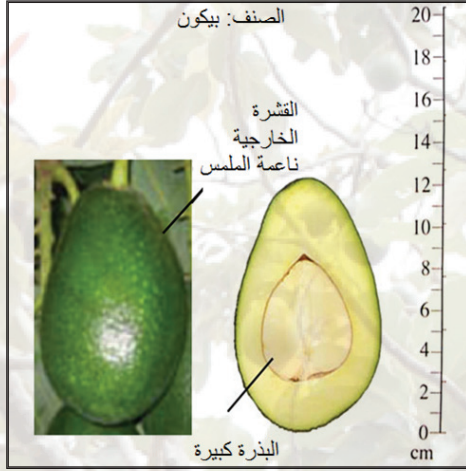 الصنف: بيكون
القشرة
الخارجية
ناعمة الملمس
البذرة كبيرة
20
18
16
14
12
10
8
6
4
2
0
cm